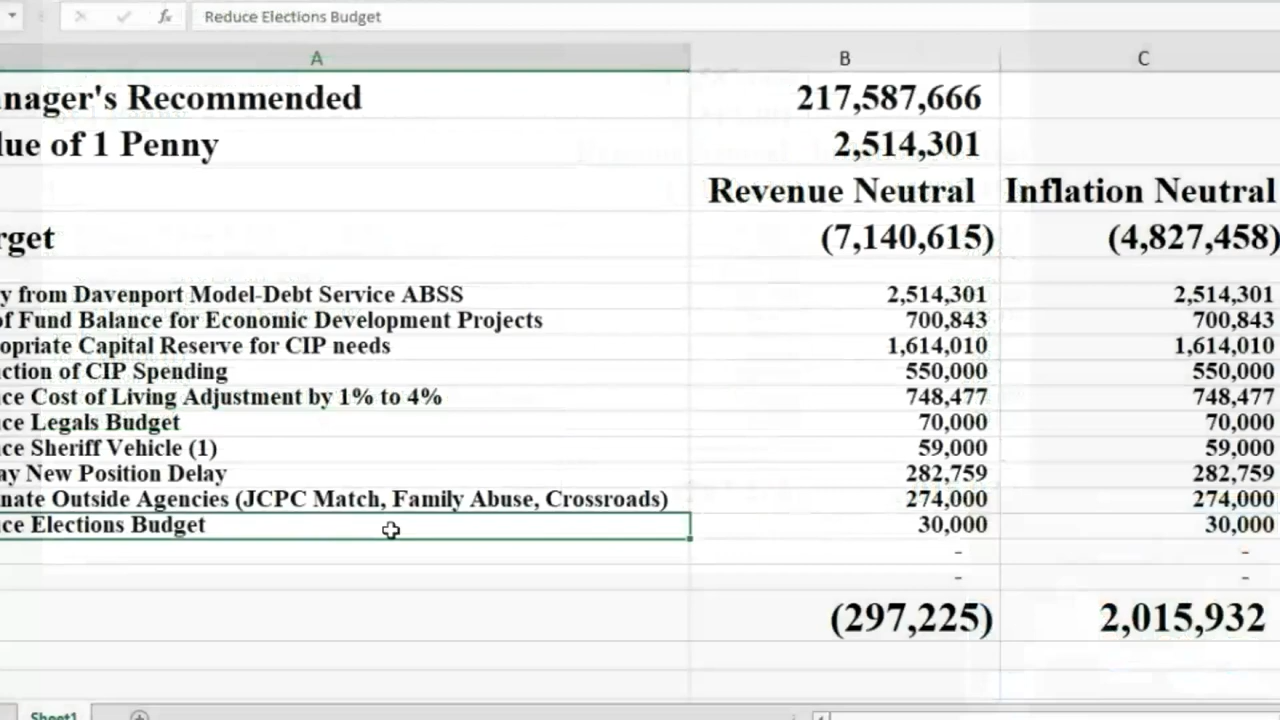 fx Reduce Elections Budget
A B C
anager's Recommended 217,587,666
lue of 1 Penny 2,514,301
Revenue Neutral Inflation Neutral
rget (7,140,615) (4,827,458)
y from Davenport Model-Debt Service ABSS 2,514,301 2,514,301
of Fund Balance for Economic Development Projects 700,843 700,843
opriate Capital Reserve for CIP needs 1,614,010 1,614,010
ction of CIP Spending 550,000 550,000
ce Cost of Living Adjustment by 1% to 4% 748,477 748,477
ce Legals Budget 70,000 70,000
ce Sheriff Vehicle (1) 59,000 59,000
ay New Position Delay 282,759 282,759
nate Outside Agencies (JCPC Match, Family Abuse, Crossroads) 274,000 274,000
ce Elections Budget 30,000 30,000
- -
- -
(297,225) 2,015,932
Sheet1